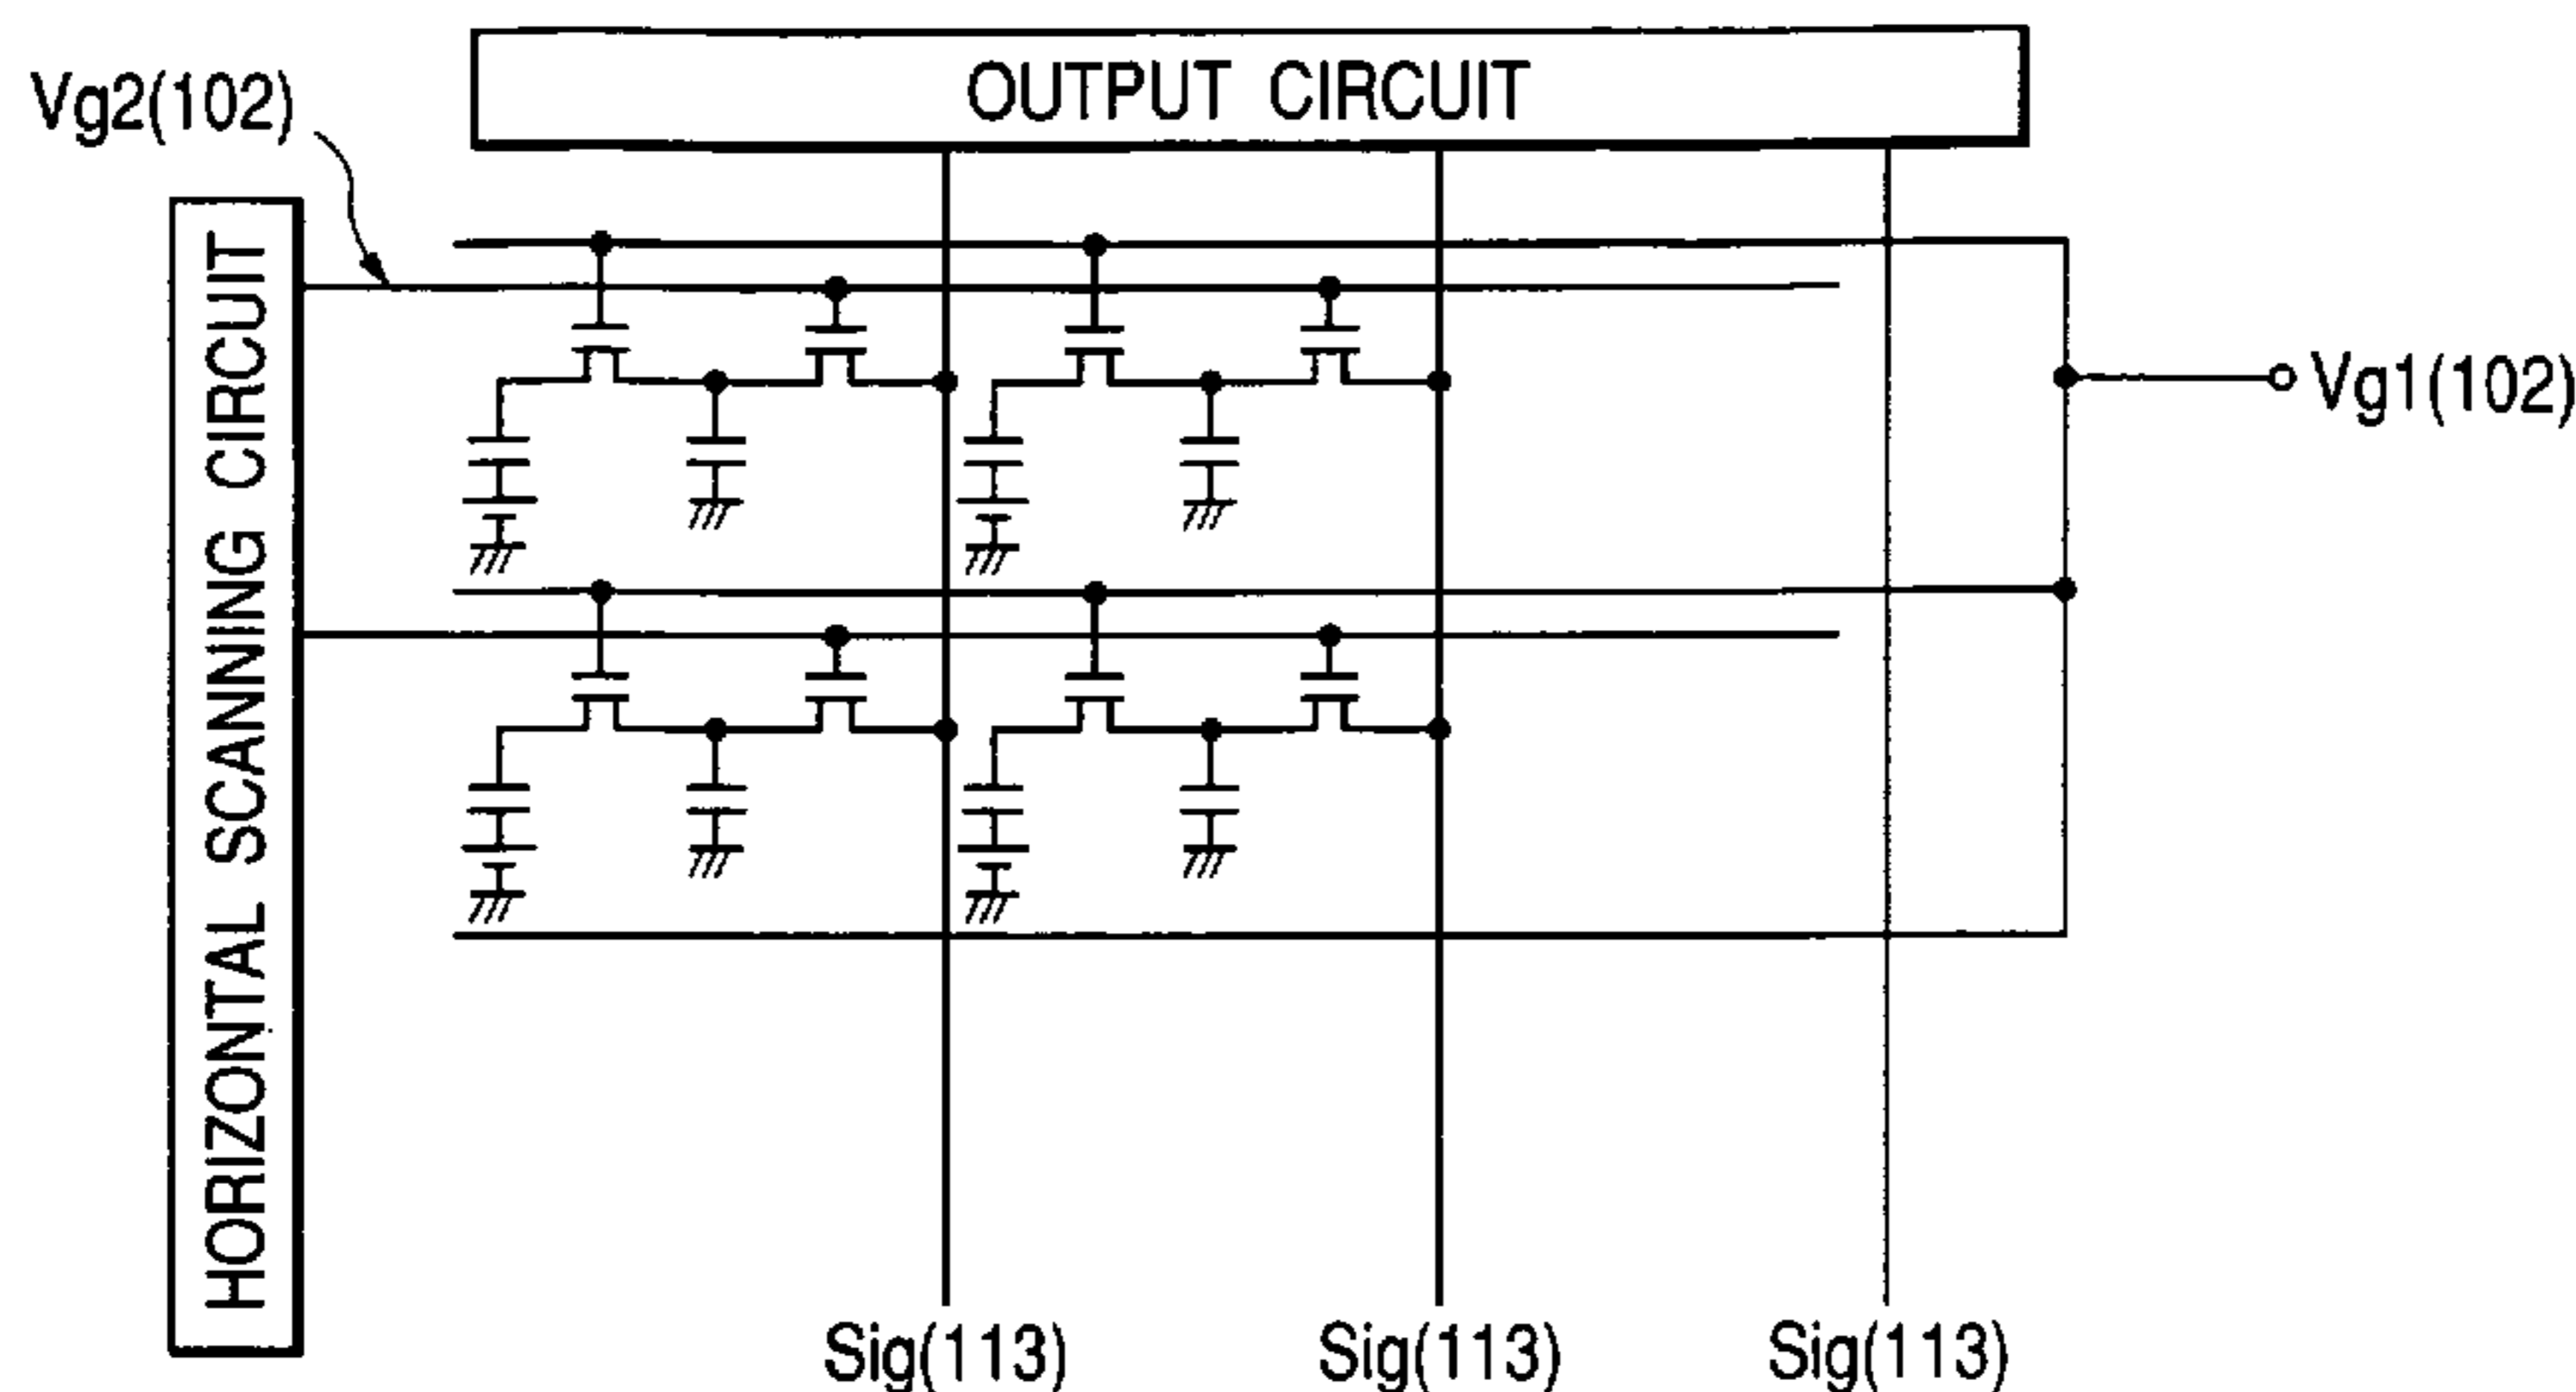 OUTPUT CIRCUIT
Vg2(102)
HORIZONTAL SCANNING CIRCUIT
Vg1(102)
Sig(113) Sig(113) Sig(113)